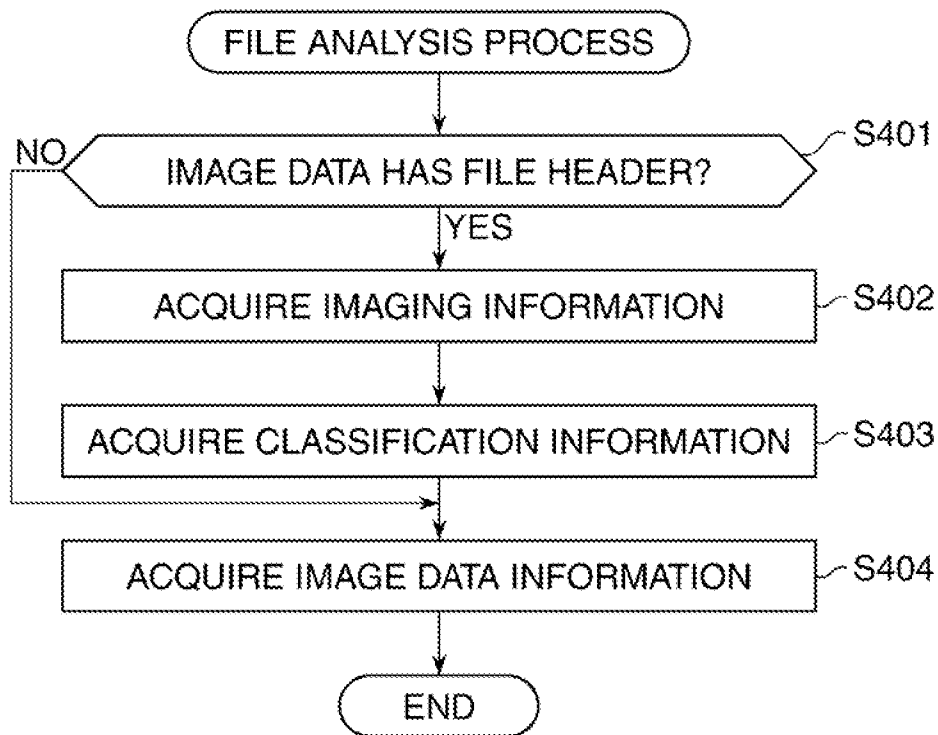 FILE ANALYSIS PROCESS
S401
NO
IMAGE DATA HAS FILE HEADER?
YES
ACQUIRE IMAGING INFORMATION
S402
ACQUIRE CLASSIFICATION INFORMATION
S403
ACQUIRE IMAGE DATA INFORMATION
S404
END